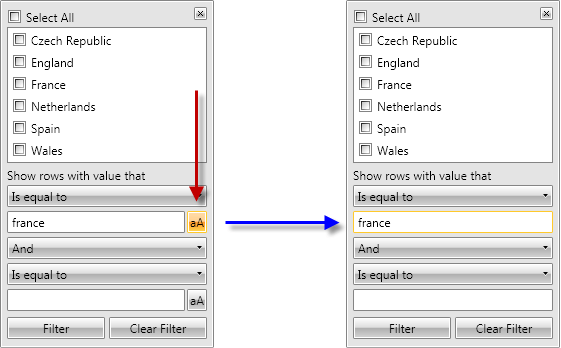 Select All
Czech Republic
England
France
Netherlands
Spain
Wales
Show rows with value that
Is equal to
france aA
And
Is equal to
aA
Filter Clear Filter
Select All
Czech Republic
England
France
Netherlands
Spain
Wales
Show rows with value that
Is equal to
france
And
Is equal to
Filter Clear Filter